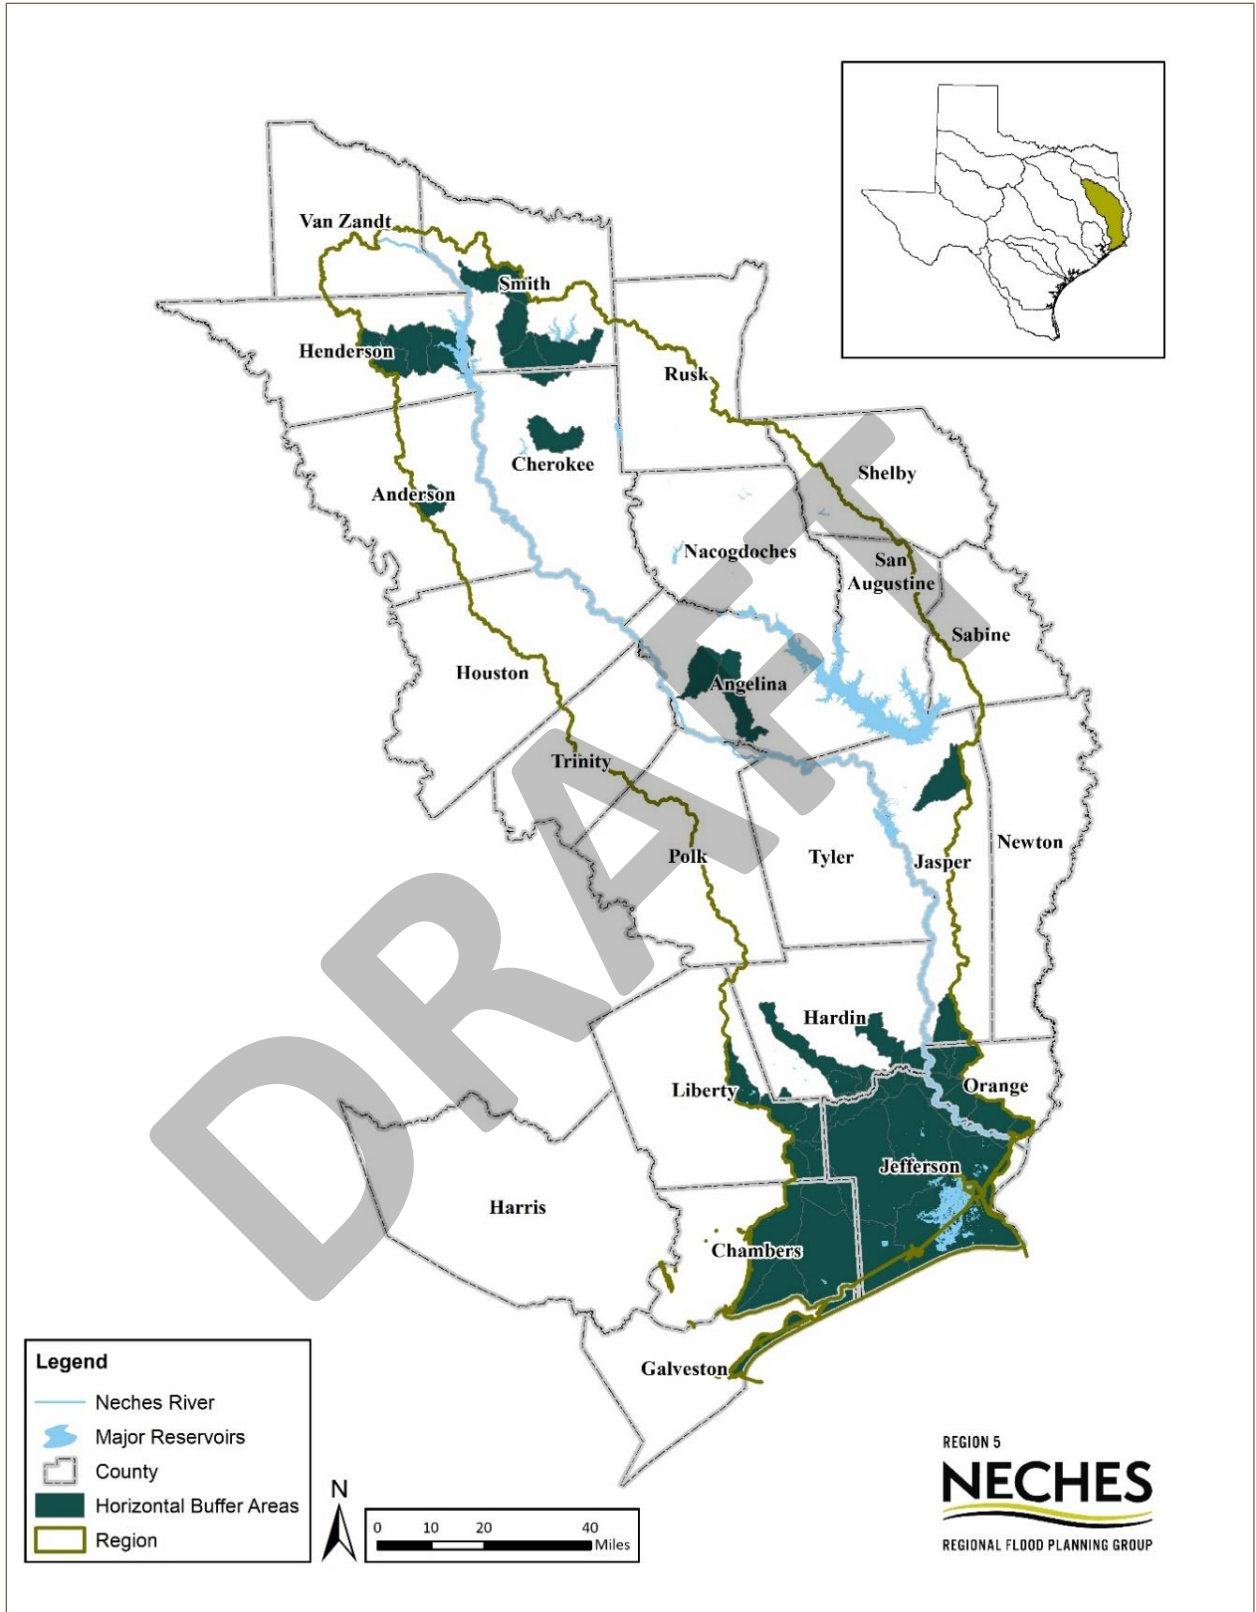 Van Zandt
Smith
Henderson
Rusk
Cherokee
Shelby
Anderson
Nacogdoches
San
Augustine
Sabine
Houston
Angelina
Trinity
Polk
Tyler
Jasper
Newton
Hardin
Liberty
Orange
Jefferson
Harris
Chambers
Galveston
DRAFT
Legend
Neches River
Major Reservoirs
County
Horizontal Buffer Areas
Region
N
0 10 20 40
Miles
REGION 5
NECHES
REGIONAL FLOOD PLANNING GROUP